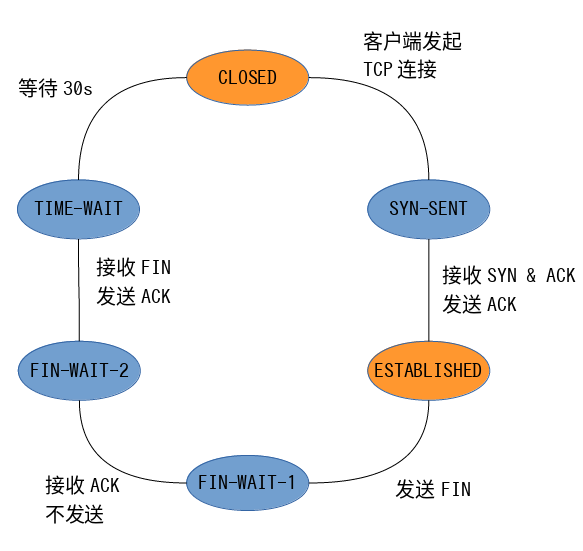 客户端发起
TCP 连接
CLOSED
等待 30s
TIME-WAIT
SYN-SENT
接收 FIN
发送 ACK
接收 SYN & ACK
发送 ACK
FIN-WAIT-2
ESTABLISHED
接收 ACK
不发送
FIN-WAIT-1
发送 FIN